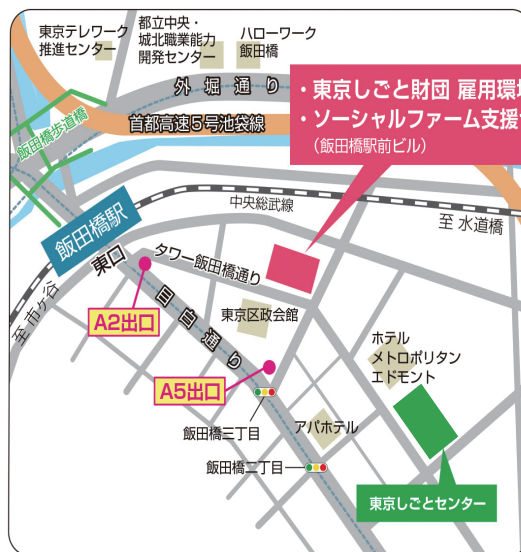 東京テレワーク
推進センター
都立中央・
城北職業能力
開発センター
ハローワーク
飯田橋
外堀通り
・東京しごと財団 雇用環境
・ソーシャルファーム支援
(飯田橋駅前ビル)
首都高速5号池袋線
飯田橋歩道橋
中央総武線
至 水道橋
飯田橋駅
東口
タワー飯田橋通り
至 市ヶ谷
A2出口
目白通り
東京区政会館
ホテル
メトロポリタン
エドモント
A5出口
飯田橋三丁目
アパホテル
飯田橋二丁目
東京しごとセンター